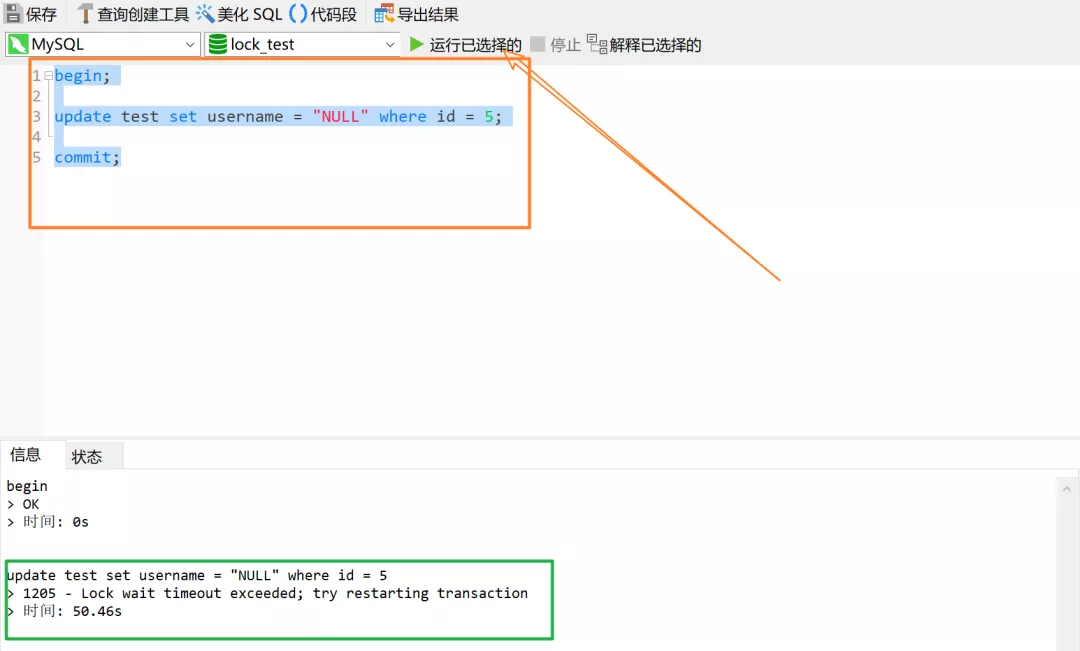 保存 查询创建工具 美化 SQL 代码段 导出结果
MySQL lock_test 运行已选择的 停止 解释已选择的
1 begin;
2
3 update test set username = "NULL" where id = 5;
4
5 commit;
信息 状态
begin
> OK
> 时间: 0s
update test set username = "NULL" where id = 5
> 1205 - Lock wait timeout exceeded; try restarting transaction
> 时间: 50.46s